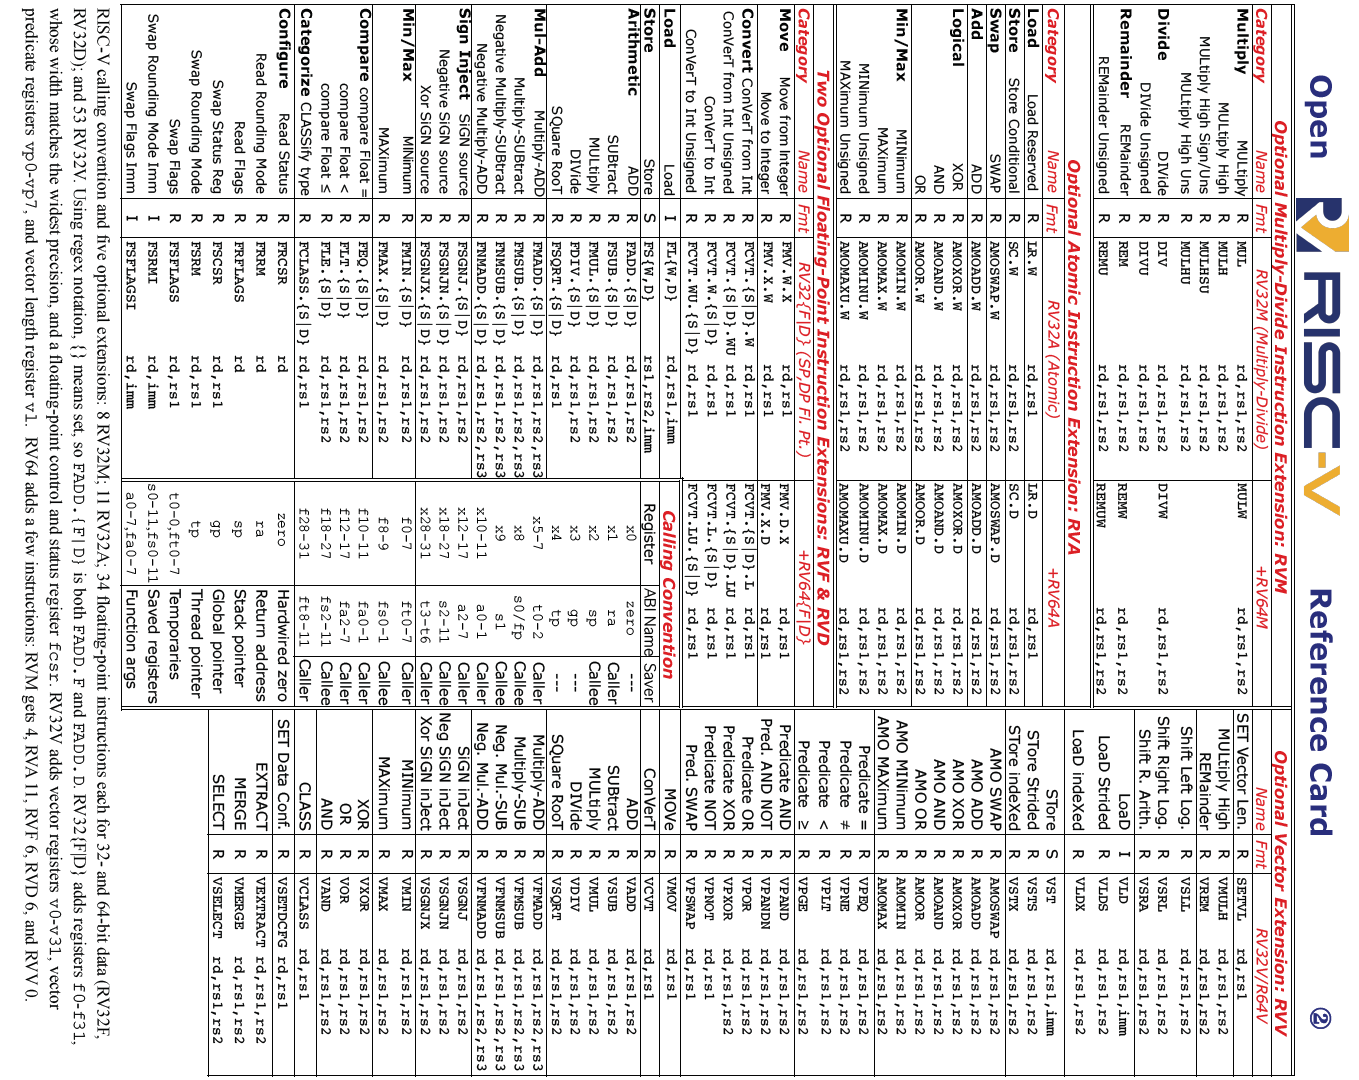 Open RISC-V Reference Card ②
Optional Multiply-Divide Instruction Extension: RVM
Category Name Fmt RV32M (Multiply-Divide) +RV64M
Multiply MULtiply R MUL rd,rs1,rs2 MULW rd,rs1,rs2
MULtiply High R MULH rd,rs1,rs2
MULtiply High Sign/Uns R MULHSU rd,rs1,rs2
MULtiply High Uns R MULHU rd,rs1,rs2
Divide DIVide R DIV rd,rs1,rs2 DIVW rd,rs1,rs2
DIVide Unsigned R DIVU rd,rs1,rs2
Remainder REMainder R REM rd,rs1,rs2 REMW rd,rs1,rs2
REMainder Unsigned R REMU rd,rs1,rs2 REMUW rd,rs1,rs2
Optional Atomic Instruction Extension: RVA
Category Name Fmt RV32A (Atomic) +RV64A
Load Load Reserved R LR.W rd,rs1 LR.D rd,rs1
Store Store Conditional R SC.W rd,rs1,rs2 SC.D rd,rs1,rs2
Swap SWAP R AMOSWAP.W rd,rs1,rs2 AMOSWAP.D rd,rs1,rs2
Add ADD R AMOADD.W rd,rs1,rs2 AMOADD.D rd,rs1,rs2
Logical XOR R AMOXOR.W rd,rs1,rs2 AMOXOR.D rd,rs1,rs2
AND R AMOAND.W rd,rs1,rs2 AMOAND.D rd,rs1,rs2
OR R AMOOR.W rd,rs1,rs2 AMOOR.D rd,rs1,rs2
Min/Max MINimum R AMOMIN.W rd,rs1,rs2 AMOMIN.D rd,rs1,rs2
MAXimum R AMOMAX.W rd,rs1,rs2 AMOMAX.D rd,rs1,rs2
MINimum Unsigned R AMOMINU.W rd,rs1,rs2 AMOMINU.D rd,rs1,rs2
MAXimum Unsigned R AMOMAXU.W rd,rs1,rs2 AMOMAXU.D rd,rs1,rs2
Two Optional Floating-Point Instruction Extensions: RVF & RVD
Category Name Fmt RV32{F|D} (SP,DP Fl. Pt.) +RV64{F|D}
Move Move from Integer R FMV.W.X rd,rs1 FMV.D.X rd,rs1
Move to Integer R FMV.X.W rd,rs1 FMV.X.D rd,rs1
Convert ConVerT from Int R FCVT.{S|D}.W rd,rs1 FCVT.{S|D}.L rd,rs1
ConVerT from Int Unsigned R FCVT.{S|D}.WU rd,rs1 FCVT.{S|D}.LU rd,rs1
ConVerT to Int R FCVT.W.{S|D} rd,rs1 FCVT.L.{S|D} rd,rs1
ConVerT to Int Unsigned R FCVT.WU.{S|D} rd,rs1 FCVT.LU.{S|D} rd,rs1
Load Load I FL{W,D} rd,rs1,imm
Store Store S FS{W,D} rs1,rs2,imm
Arithmetic ADD R FADD.{S|D} rd,rs1,rs2
SUBtract R FSUB.{S|D} rd,rs1,rs2
MULtiply R FMUL.{S|D} rd,rs1,rs2
DIVide R FDIV.{S|D} rd,rs1,rs2
SQuare RooT R FSQRT.{S|D} rd,rs1
Mul-Add Multiply-ADD R FMADD.{S|D} rd,rs1,rs2,rs3
Multiply-SUBtract R FMSUB.{S|D} rd,rs1,rs2,rs3
Negative Multiply-SUBtract R FNMSUB.{S|D} rd,rs1,rs2,rs3
Negative Multiply-ADD R FNMADD.{S|D} rd,rs1,rs2,rs3
Sign Inject SiGN source R FSGNJ.{S|D} rd,rs1,rs2
Negative SiGN source R FSGNJN.{S|D} rd,rs1,rs2
Xor SiGN source R FSGNJX.{S|D} rd,rs1,rs2
Min/Max MINimum R FMIN.{S|D} rd,rs1,rs2
MAXimum R FMAX.{S|D} rd,rs1,rs2
Compare compare Float = R FEQ.{S|D} rd,rs1,rs2
compare Float < R FLT.{S|D} rd,rs1,rs2
compare Float ≤ R FLE.{S|D} rd,rs1,rs2
Categorize CLASSify type R FCLASS.{S|D} rd,rs1
Configure Read Status R FRCSR rd
Read Rounding Mode R FRRM rd
Read Flags R FRFLAGS rd
Swap Status Reg R FSCSR rd,rs1
Swap Rounding Mode R FSRM rd,rs1
Swap Flags R FSFLAGS rd,rs1
Swap Rounding Mode Imm I FSRMI rd,imm
Swap Flags Imm I FSFLAGSI rd,imm
Calling Convention
Register ABI Name Saver
x0 zero ---
x1 ra Caller
x2 sp Callee
x3 gp ---
x4 tp ---
x5-7 t0-2 Caller
x8 s0/fp Callee
x9 s1 Callee
x10-11 a0-1 Caller
x12-17 a2-7 Caller
x18-27 s2-11 Callee
x28-31 t3-t6 Caller
f0-7 ft0-7 Caller
f8-9 fs0-1 Callee
f10-11 fa0-1 Caller
f12-17 fa2-7 Caller
f18-27 fs2-11 Callee
f28-31 ft8-11 Caller
zero Hardwired zero
ra Return address
sp Stack pointer
gp Global pointer
tp Thread pointer
t0-0,ft0-7 Temporaries
s0-11,fs0-11 Saved registers
a0-7,fa0-7 Function args
Optional Vector Extension: RVV
Name Fmt RV32V/R64V
SET Vector Len. R SETVL rd,rs1
MULtiply High R VMULH rd,rs1,rs2
REMainder R VREM rd,rs1,rs2
Shift Left Log. R VSLL rd,rs1,rs2
Shift Right Log. R VSRL rd,rs1,rs2
Shift R. Arith. R VSRA rd,rs1,rs2
LoaD I VLD rd,rs1,imm
LoaD Strided R VLDS rd,rs1,rs2
LoaD indeXed R VLDX rd,rs1,rs2
STore S VST rd,rs1,imm
STore Strided R VSTS rd,rs1,rs2
STore indeXed R VSTX rd,rs1,rs2
AMO SWAP R AMOSWAP rd,rs1,rs2
AMO ADD R AMOADD rd,rs1,rs2
AMO XOR R AMOXOR rd,rs1,rs2
AMO AND R AMOAND rd,rs1,rs2
AMO OR R AMOOR rd,rs1,rs2
AMO MINimum R AMOMIN rd,rs1,rs2
AMO MAXimum R AMOMAX rd,rs1,rs2
Predicate = R VPEQ rd,rs1,rs2
Predicate ≠ R VPNE rd,rs1,rs2
Predicate < R VPLT rd,rs1,rs2
Predicate ≥ R VPGE rd,rs1,rs2
Predicate AND R VPAND rd,rs1,rs2
Pred. AND NOT R VPANDN rd,rs1,rs2
Predicate OR R VPOR rd,rs1,rs2
Predicate XOR R VPXOR rd,rs1,rs2
Predicate NOT R VPNOT rd,rs1
Pred. SWAP R VPSWAP rd,rs1
MOVe R VMOV rd,rs1
ConVerT R VCVT rd,rs1
ADD R VADD rd,rs1,rs2
SUBtract R VSUB rd,rs1,rs2
MULtiply R VMUL rd,rs1,rs2
DIVide R VDIV rd,rs1,rs2
SQuare RooT R VSQRT rd,rs1,rs2
Multiply-ADD R VFMADD rd,rs1,rs2,rs3
Multiply-SUB R VFMSUB rd,rs1,rs2,rs3
Neg. Mul.-SUB R VFNMSUB rd,rs1,rs2,rs3
Neg. Mul.-ADD R VFNMADD rd,rs1,rs2,rs3
SiGN inJect R VSGNJ rd,rs1,rs2
Neg SiGN inJect R VSGNJN rd,rs1,rs2
Xor SiGN inJect R VSGNJX rd,rs1,rs2
MINimum R VMIN rd,rs1,rs2
MAXimum R VMAX rd,rs1,rs2
XOR R VXOR rd,rs1,rs2
OR R VOR rd,rs1,rs2
AND R VAND rd,rs1,rs2
CLASS R VCLASS rd,rs1
SET Data Conf. R VSETDCFG rd,rs1
EXTRACT R VEXTRACT rd,rs1,rs2
MERGE R VMERGE rd,rs1,rs2
SELECT R VSELECT rd,rs1,rs2
RISC-V calling convention and five optional extensions: 8 RV32M; 11 RV32A; 34 floating-point instructions each for 32- and 64-bit data (RV32F,
RV32D); and 53 RV32V. Using regex notation, {} means set, so FADD.{F|D} is both FADD.F and FADD.D. RV32{F|D} adds registers f0-f31,
whose width matches the widest precision, and a floating-point control and status register fcsr. RV32V adds vector registers v0-v31, vector
predicate registers vp0-vp7, and vector length register vl. RV64 adds a few instructions: RVM gets 4, RVA 11, RVF 6, RVD 6, and RVV 0.